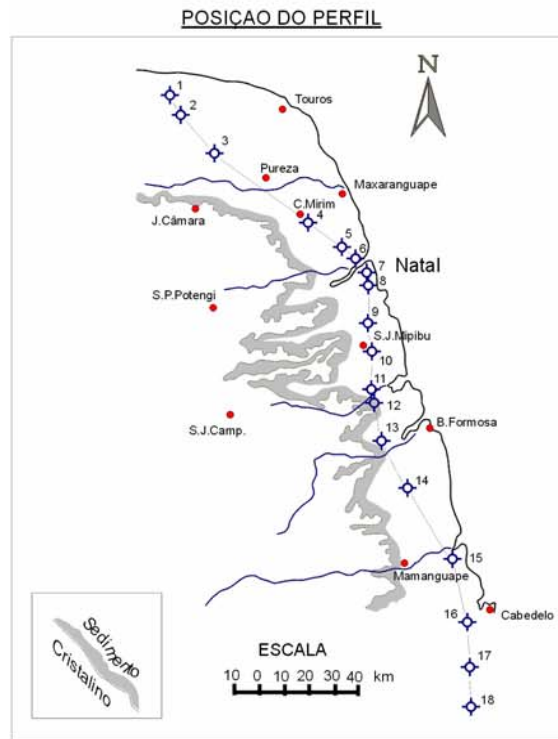 POSIÇAO DO PERFIL
N
1
2
Touros
3
Pureza
Maxaranguape
C.Mirim
J.Câmara
4
5
6
7
Natal
8
S.P.Potengi
9
S.J.Mipibu
10
11
12
S.J.Camp.
B.Formosa
13
14
15
Mamanguape
16
Cabedelo
17
18
Sedimento
Cristalino
ESCALA
10 0 10 20 30 40 km